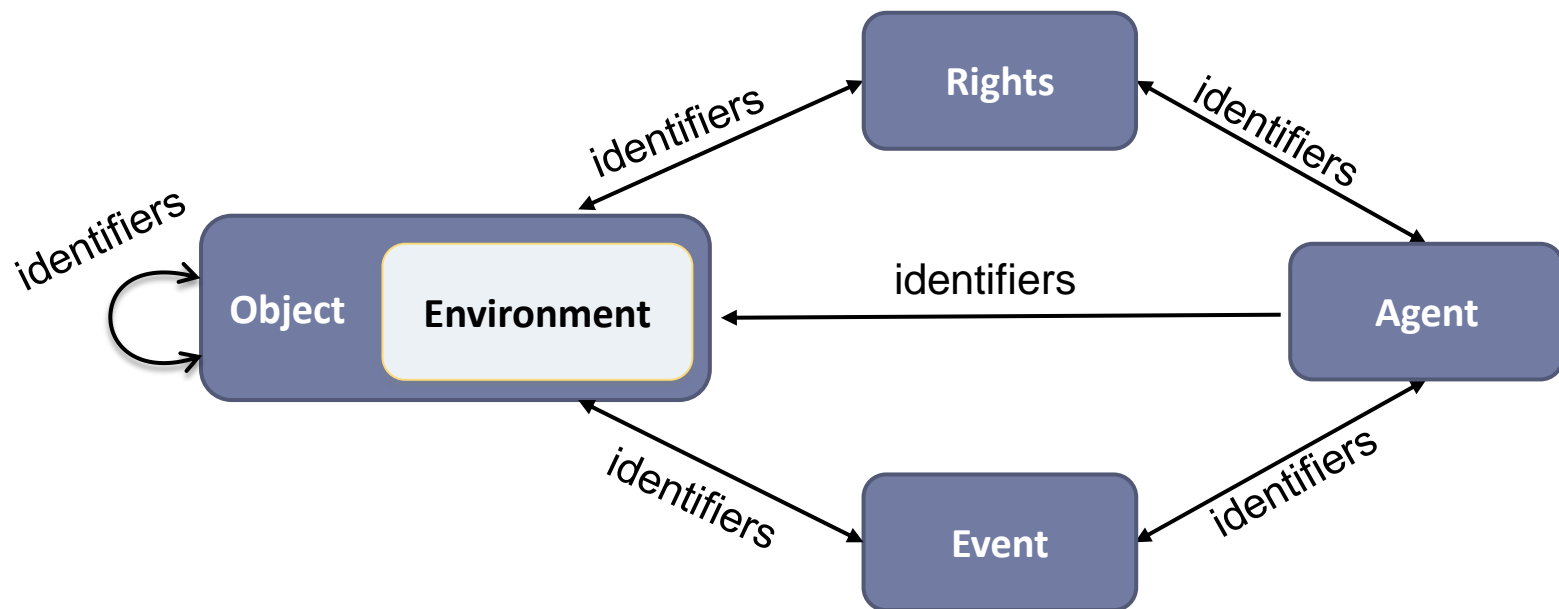 Rights
identifiers
identifiers
identifiers
Object
Environment
identifiers
Agent
identifiers
identifiers
Event